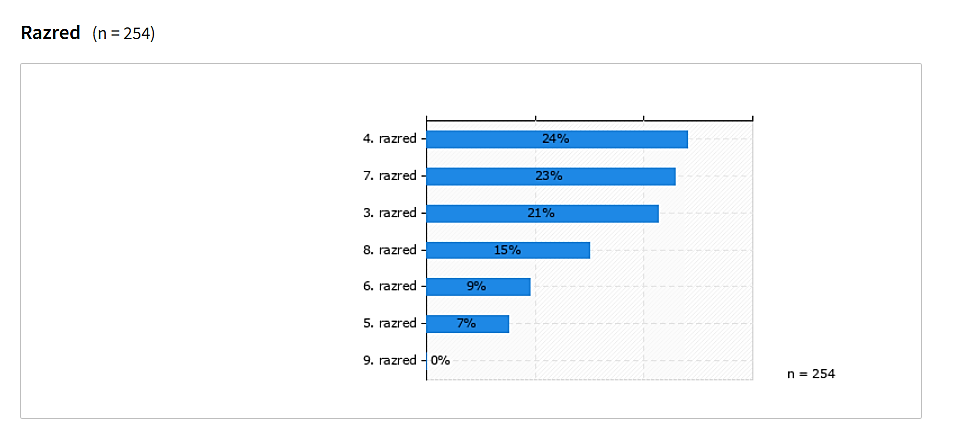 Razred (n = 254)
4. razred 24%
7. razred 23%
3. razred 21%
8. razred 15%
6. razred 9%
5. razred 7%
9. razred 0%
n = 254